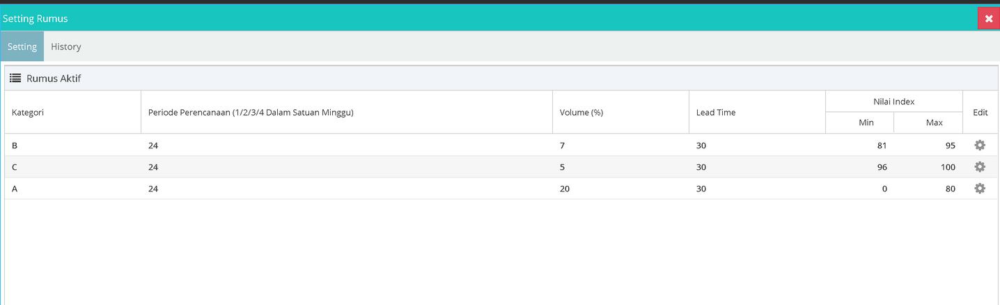 Setting Rumus
Setting History
Rumus Aktif
Kategori Periode Perencanaan (1/2/3/4 Dalam Satuan Minggu) Volume (%) Lead Time Nilai Index Edit
Min Max
B 24 7 30 81 95
C 24 5 30 96 100
A 24 20 30 0 80